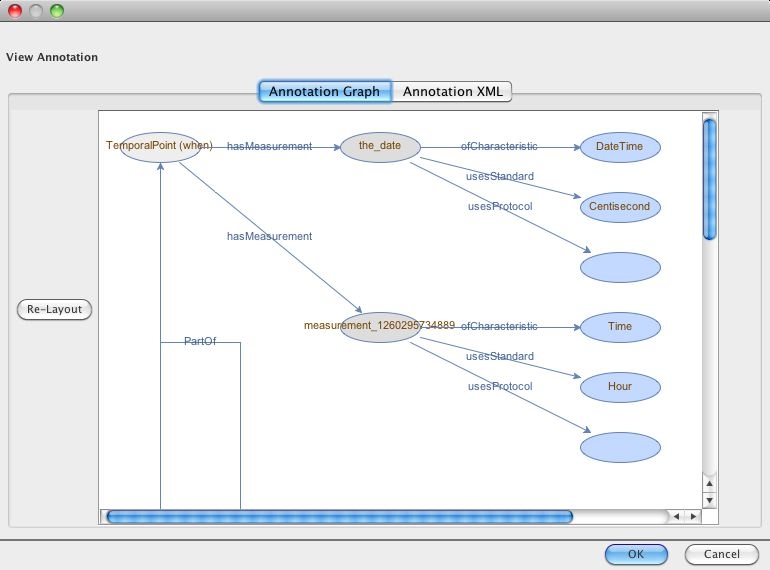 View Annotation
Annotation Graph Annotation XML
TemporalPoint (when) hasMeasurement the_date ofCharacteristic DateTime
usesStandard
usesProtocol Centisecond
hasMeasurement
Re-Layout
measurement_1260295734889 ofCharacteristic Time
PartOf
usesStandard
usesProtocol Hour
OK Cancel